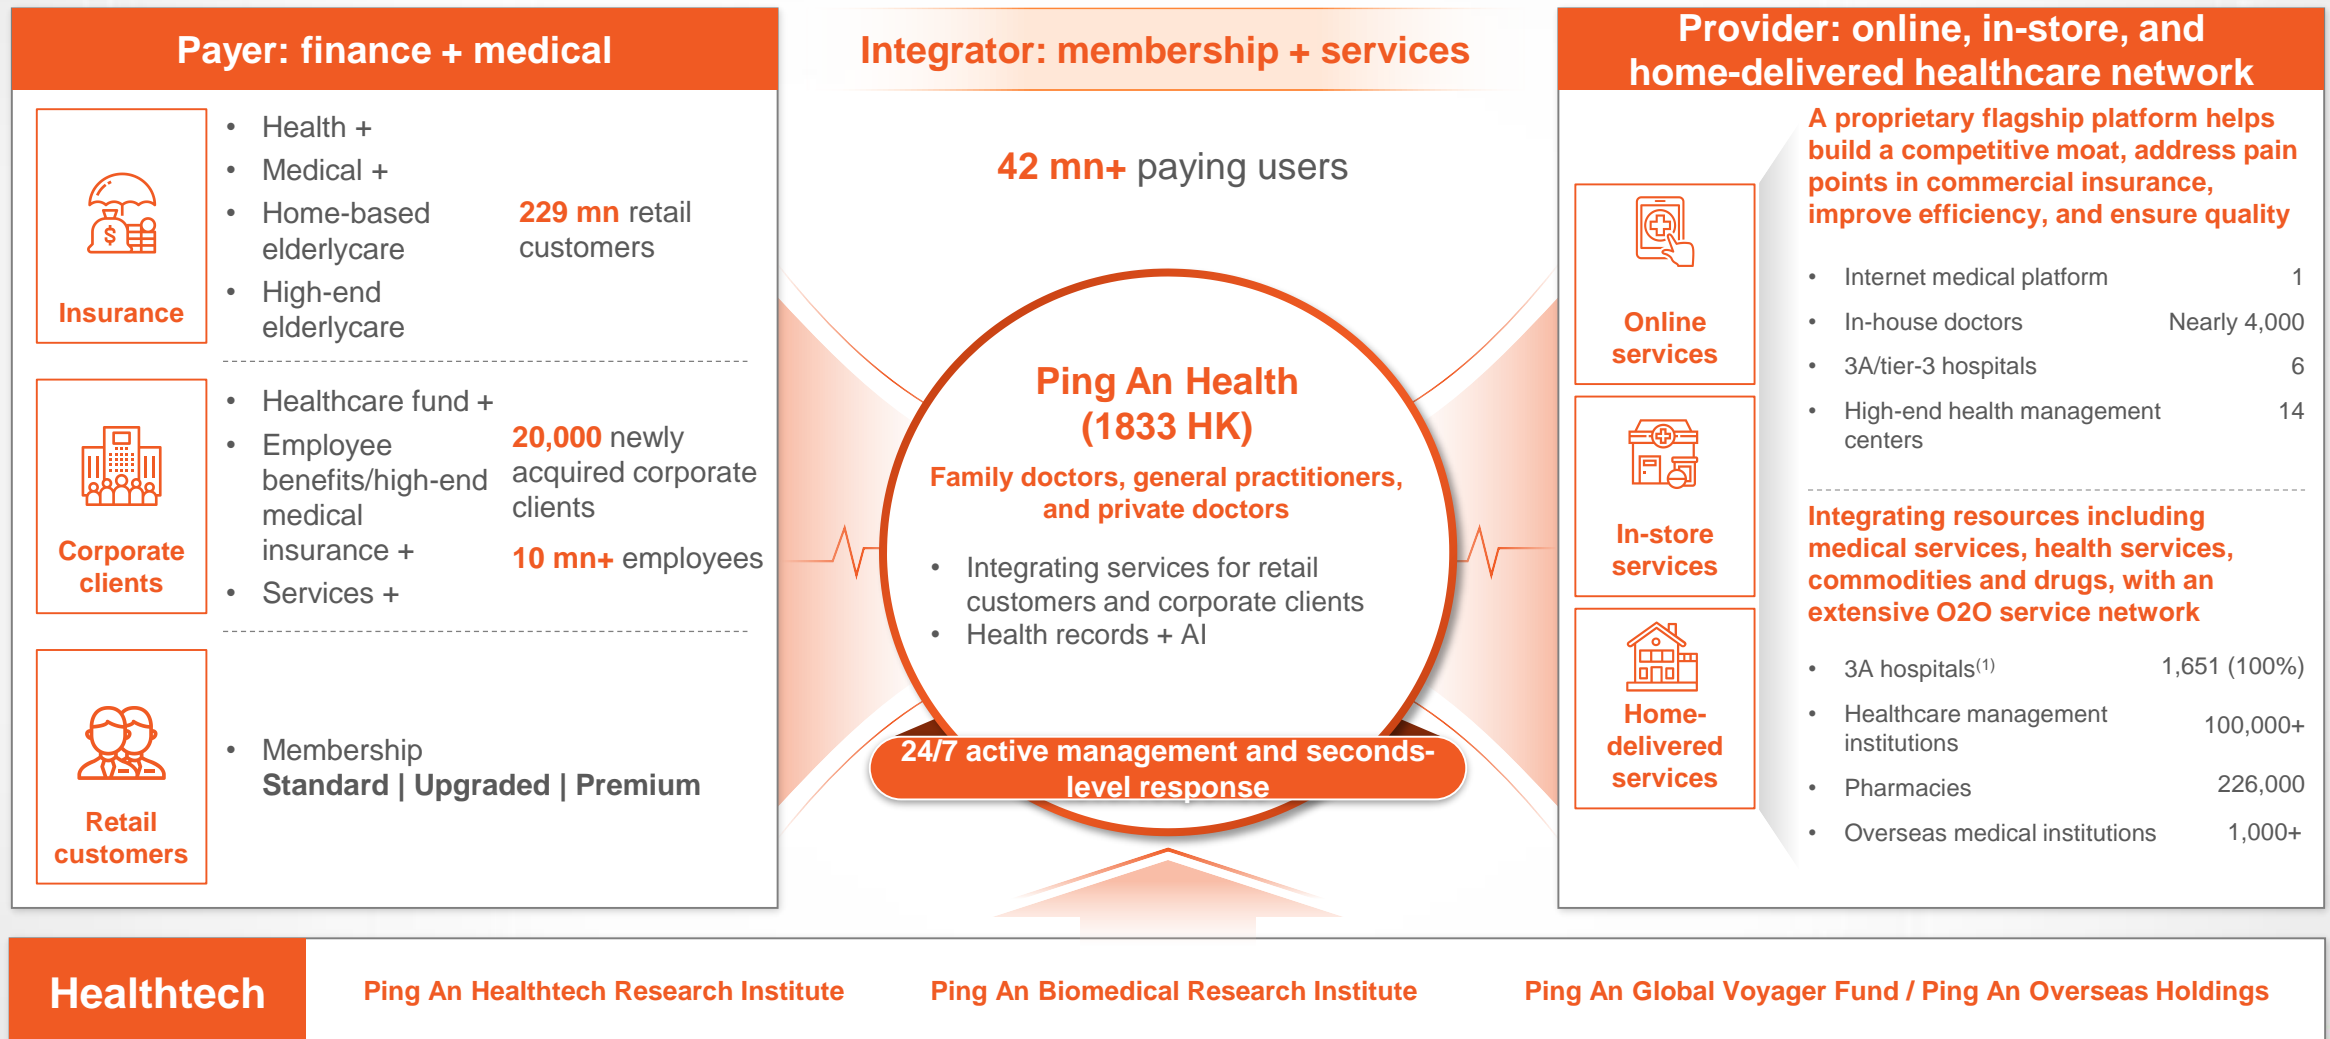 Payer: finance + medical
Insurance
• Health +
• Medical +
• Home-based
elderlycare
• High-end
elderlycare
229 mn retail
customers
Corporate
clients
• Healthcare fund +
• Employee
benefits/high-end
medical
insurance +
• Services +
20,000 newly
acquired corporate
clients
10 mn+ employees
Retail
customers
• Membership
Standard | Upgraded | Premium
Integrator: membership + services
42 mn+ paying users
Ping An Health
(1833 HK)
Family doctors, general practitioners,
and private doctors
• Integrating services for retail
customers and corporate clients
• Health records + AI
24/7 active management and seconds-
level response
Provider: online, in-store, and
home-delivered healthcare network
Online
services
In-store
services
Home-
delivered
services
A proprietary flagship platform helps
build a competitive moat, address pain
points in commercial insurance,
improve efficiency, and ensure quality
• Internet medical platform 1
• In-house doctors Nearly 4,000
• 3A/tier-3 hospitals 6
• High-end health management 14
centers
Integrating resources including
medical services, health services,
commodities and drugs, with an
extensive O2O service network
• 3A hospitals(1) 1,651 (100%)
• Healthcare management
institutions 100,000+
• Pharmacies 226,000
• Overseas medical institutions 1,000+
Healthtech
Ping An Healthtech Research Institute
Ping An Biomedical Research Institute
Ping An Global Voyager Fund / Ping An Overseas Holdings
$